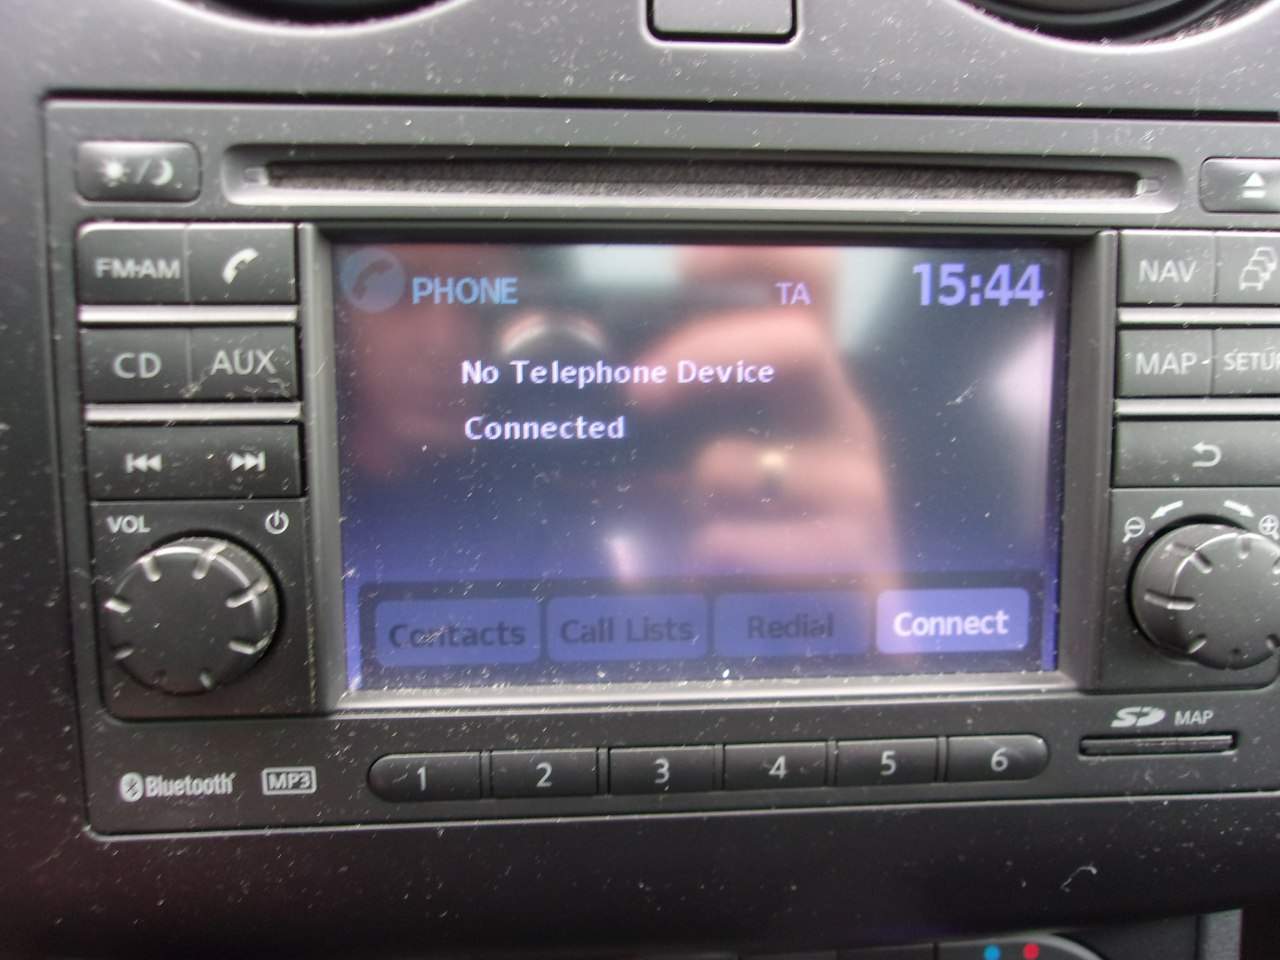 FM·AM
CD
AUX
VOL
PHONE
TA
15:44
No Telephone Device
Connected
Contacts
Call Lists
Redial
Connect
NAV
MAP
SETU
SD MAP
Bluetooth
MP3
1
2
3
4
5
6